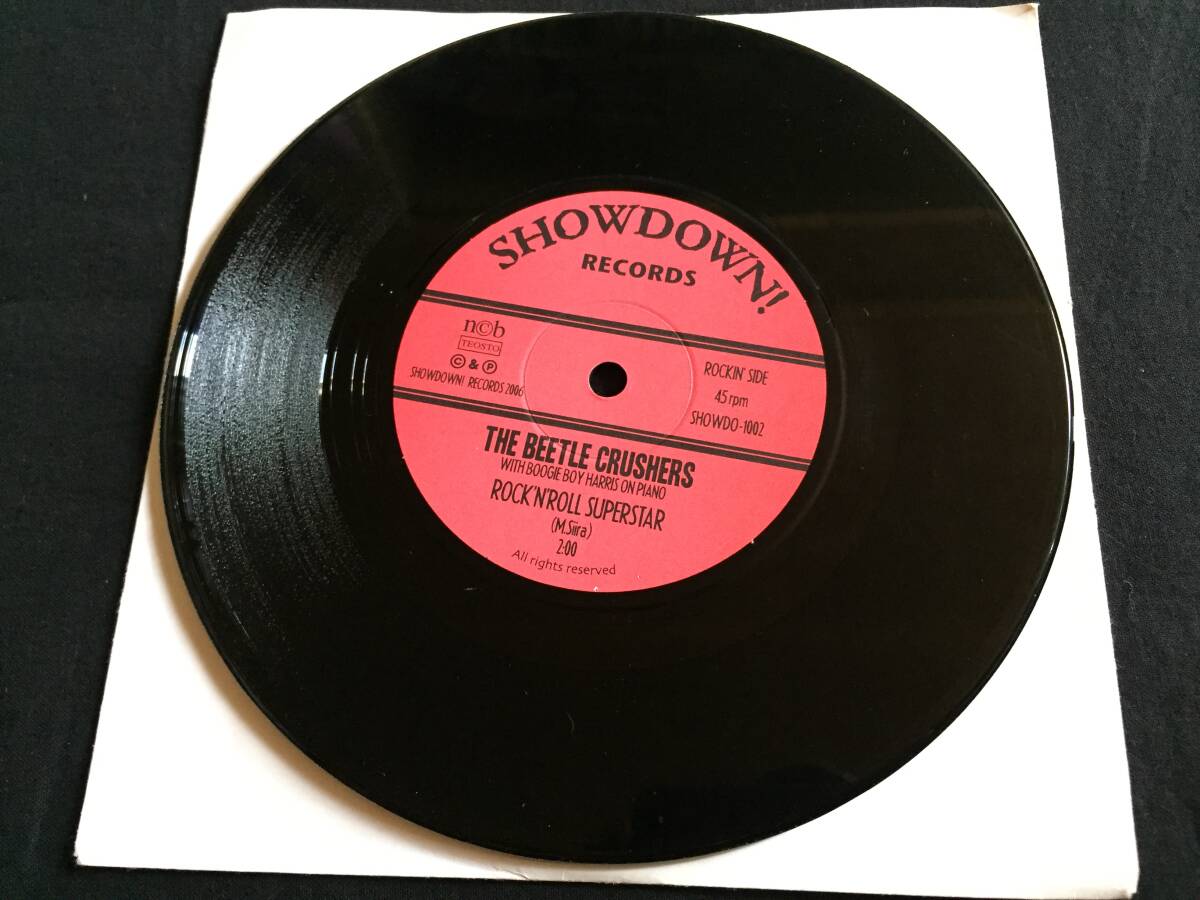 SHOWDOWN!
RECORDS
n©b
TEOSTO
© & ℗
SHOWDOWN! RECORDS 2006
ROCKIN' SIDE
45 rpm
SHOWDO-1002
THE BEETLE CRUSHERS
WITH BOOGIE BOY HARRIS ON PIANO
ROCK'N'ROLL SUPERSTAR
(M.Siira)
2:00
All rights reserved